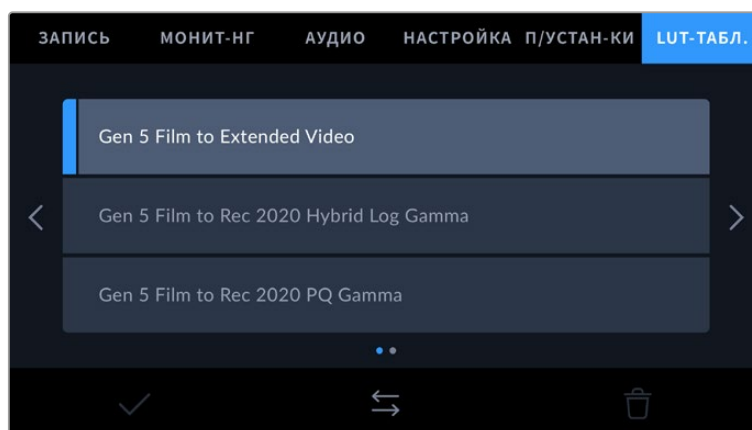 ЗАПИСЬ МОНИТ-НГ АУДИО НАСТРОЙКА П/УСТАН-КИ LUT-ТАБЛ.
Gen 5 Film to Extended Video
Gen 5 Film to Rec 2020 Hybrid Log Gamma
Gen 5 Film to Rec 2020 PQ Gamma